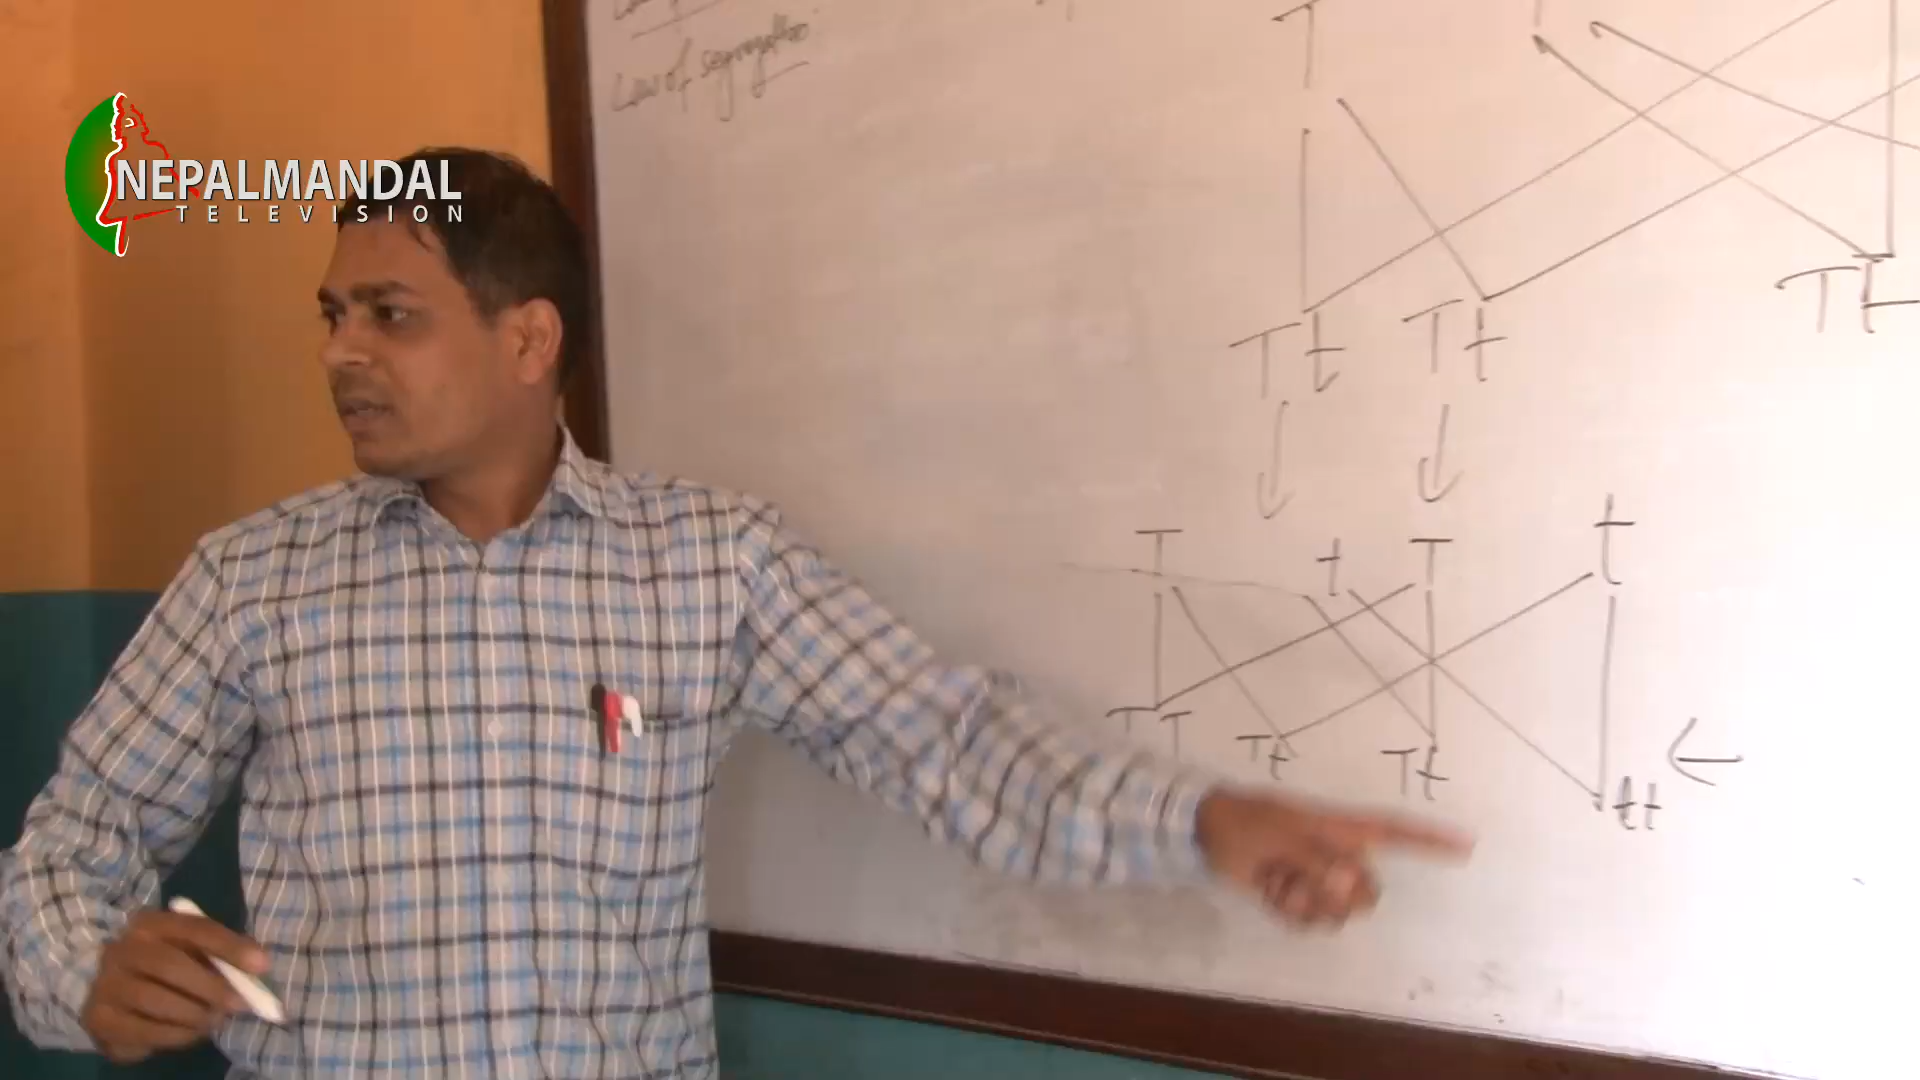 NEPALMANDAL
TELEVISION
Law of segregation
T
Tt Tt Tt
T t T t
TT Tt Tt tt